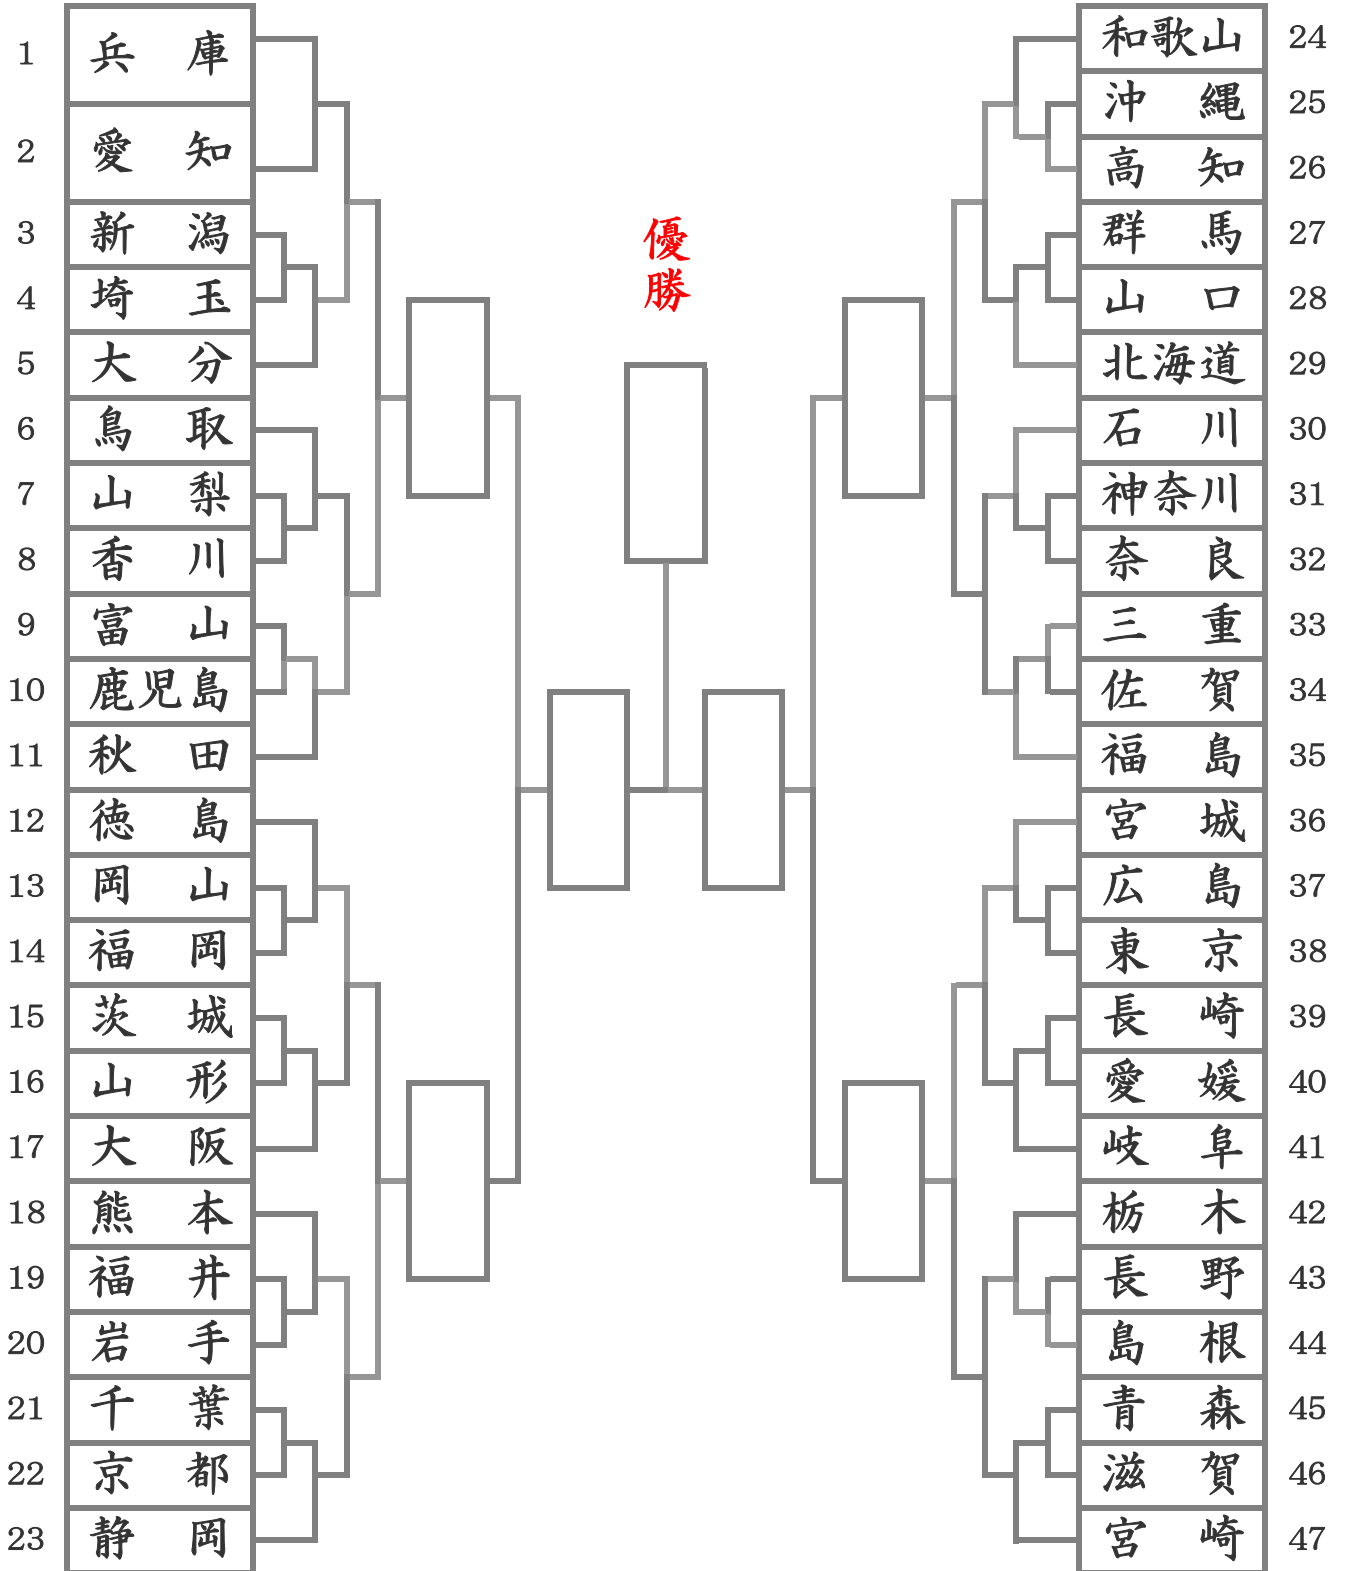 1 兵庫
2 愛知
3 新潟
4 埼玉
5 大分
6 鳥取
7 山梨
8 香川
9 富山
10 鹿児島
11 秋田
12 徳島
13 岡山
14 福岡
15 茨城
16 山形
17 大阪
18 熊本
19 福井
20 岩手
21 千葉
22 京都
23 静岡
優勝
和歌山 24
沖縄 25
高知 26
群馬 27
山口 28
北海道 29
石川 30
神奈川 31
奈良 32
三重 33
佐賀 34
福島 35
宮城 36
広島 37
東京 38
長崎 39
愛媛 40
岐阜 41
栃木 42
長野 43
島根 44
青森 45
滋賀 46
宮崎 47